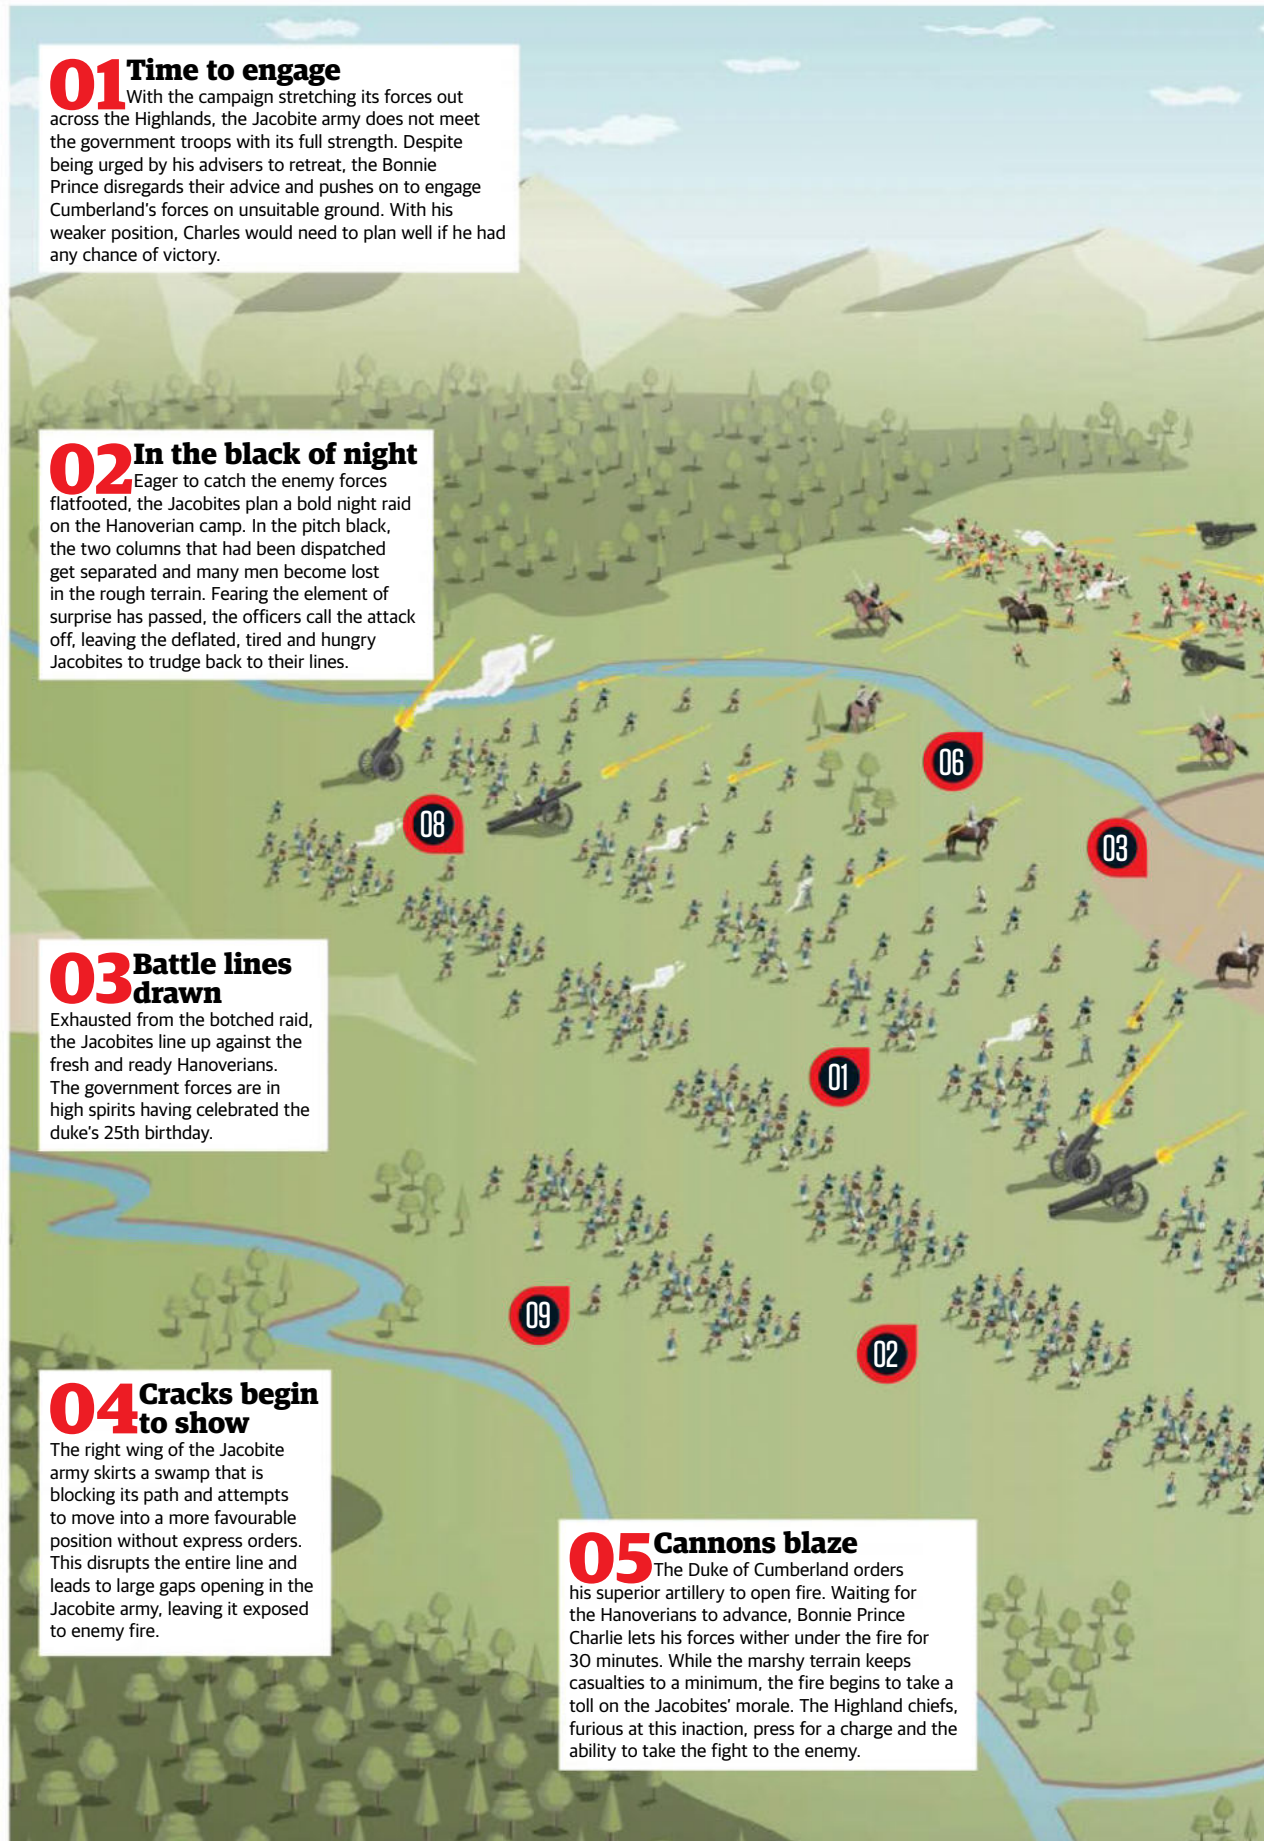 01 Time to engage
With the campaign stretching its forces out
across the Highlands, the Jacobite army does not meet
the government troops with its full strength. Despite
being urged by his advisers to retreat, the Bonnie
Prince disregards their advice and pushes on to engage
Cumberland's forces on unsuitable ground. With his
weaker position, Charles would need to plan well if he had
any chance of victory.
02 In the black of night
Eager to catch the enemy forces
flatfooted, the Jacobites plan a bold night raid
on the Hanoverian camp. In the pitch black,
the two columns that had been dispatched
get separated and many men become lost
in the rough terrain. Fearing the element of
surprise has passed, the officers call the attack
off, leaving the deflated, tired and hungry
Jacobites to trudge back to their lines.
06
08
03
03 Battle lines
drawn
Exhausted from the botched raid,
the Jacobites line up against the
fresh and ready Hanoverians.
The government forces are in
high spirits having celebrated the
duke's 25th birthday.
01
09
02
04 Cracks begin
to show
The right wing of the Jacobite
army skirts a swamp that is
blocking its path and attempts
to move into a more favourable
position without express orders.
This disrupts the entire line and
leads to large gaps opening in the
Jacobite army, leaving it exposed
to enemy fire.
05 Cannons blaze
The Duke of Cumberland orders
his superior artillery to open fire. Waiting for
the Hanoverians to advance, Bonnie Prince
Charlie lets his forces wither under the fire for
30 minutes. While the marshy terrain keeps
casualties to a minimum, the fire begins to take a
toll on the Jacobites' morale. The Highland chiefs,
furious at this inaction, press for a charge and the
ability to take the fight to the enemy.